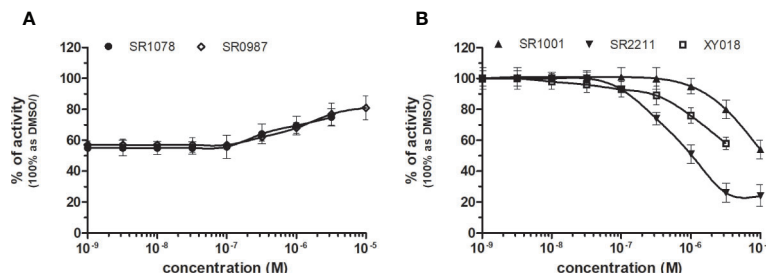 A
SR1078 SR0987
% of activity
(100% as DMSO/)
120
100
80
60
40
20
0
10-9 10-8 10-7 10-6 10-5
concentration (M)
B
SR1001 SR2211 XY018
% of activity
(100% as DMSO/)
120
100
80
60
40
20
0
10-9 10-8 10-7 10-6 10-
concentration (M)